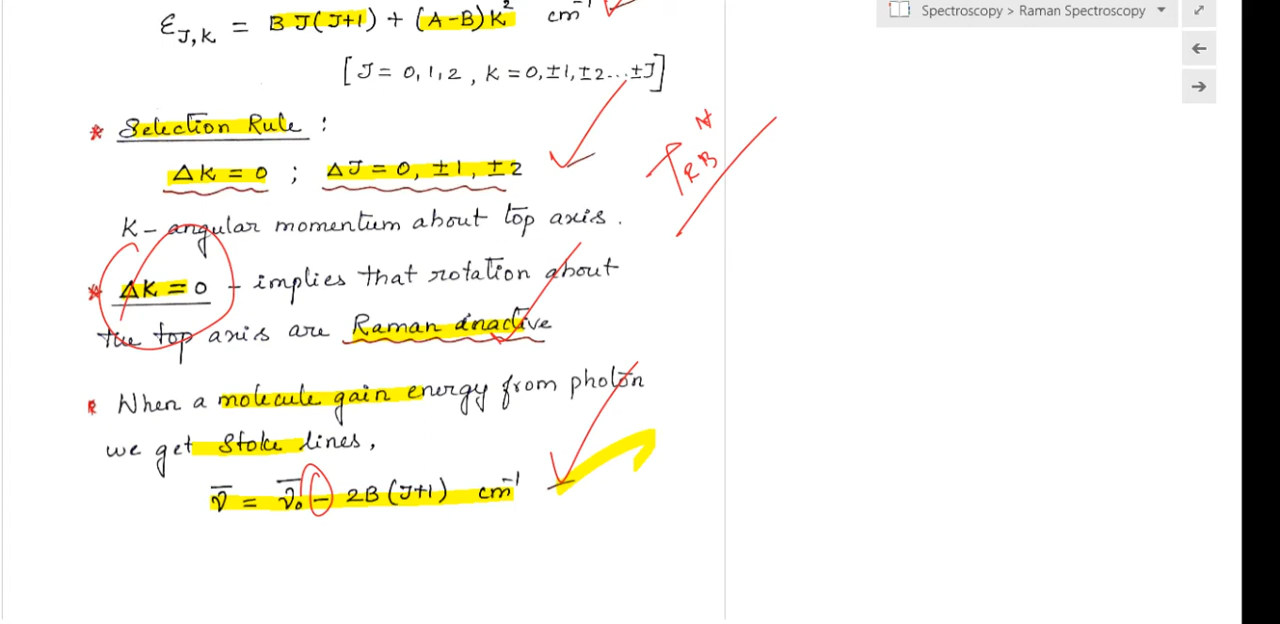 Spectroscopy > Raman Spectroscopy
ε_J,K = B J(J+1) + (A-B)K² cm⁻¹
[J = 0, 1, 2, K = 0, ±1, ±2...±J]
* Selection Rule :
ΔK = 0 ; ΔJ = 0, ±1, ±2
K - angular momentum about top axis.
* ΔK = 0 - implies that rotation about
the top axis are Raman inactive
* When a molecule gain energy from photon
we get Stoke lines,
ν̅ = ν̅₀ - 2B (J+1) cm⁻¹
N
TRB